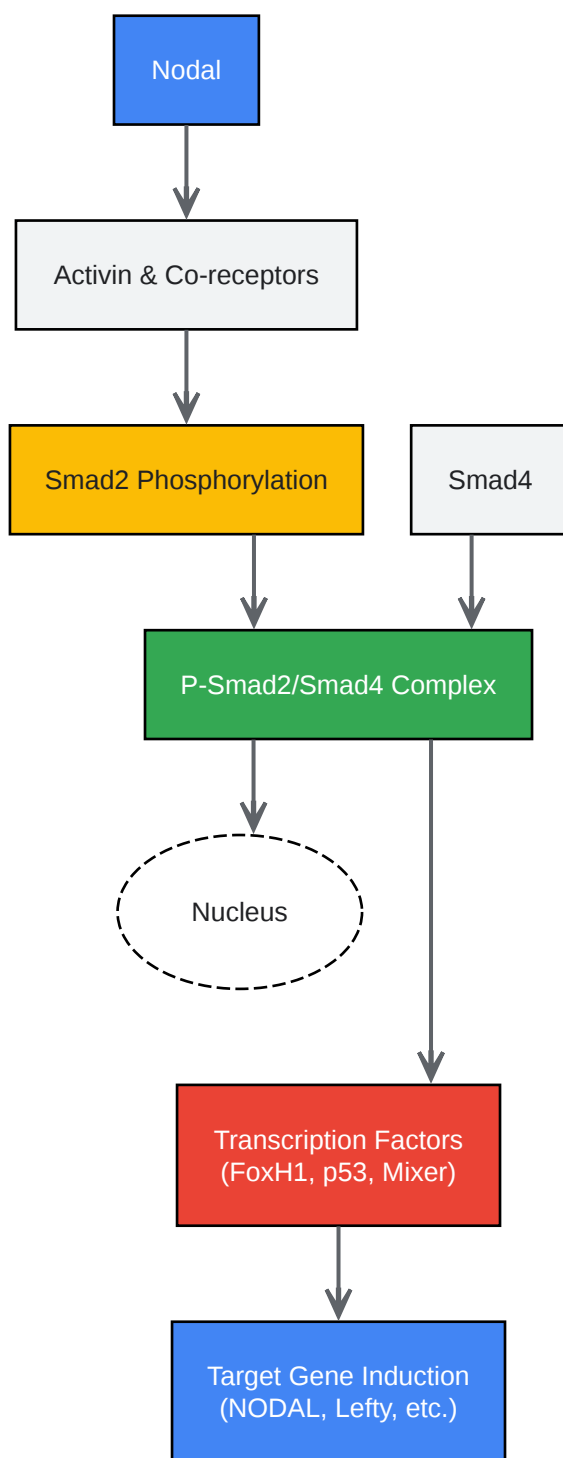 Nodal
Activin & Co-receptors
Smad2 Phosphorylation
Smad4
P-Smad2/Smad4 Complex
Nucleus
Transcription Factors
(FoxH1, p53, Mixer)
Target Gene Induction
(NODAL, Lefty, etc.)